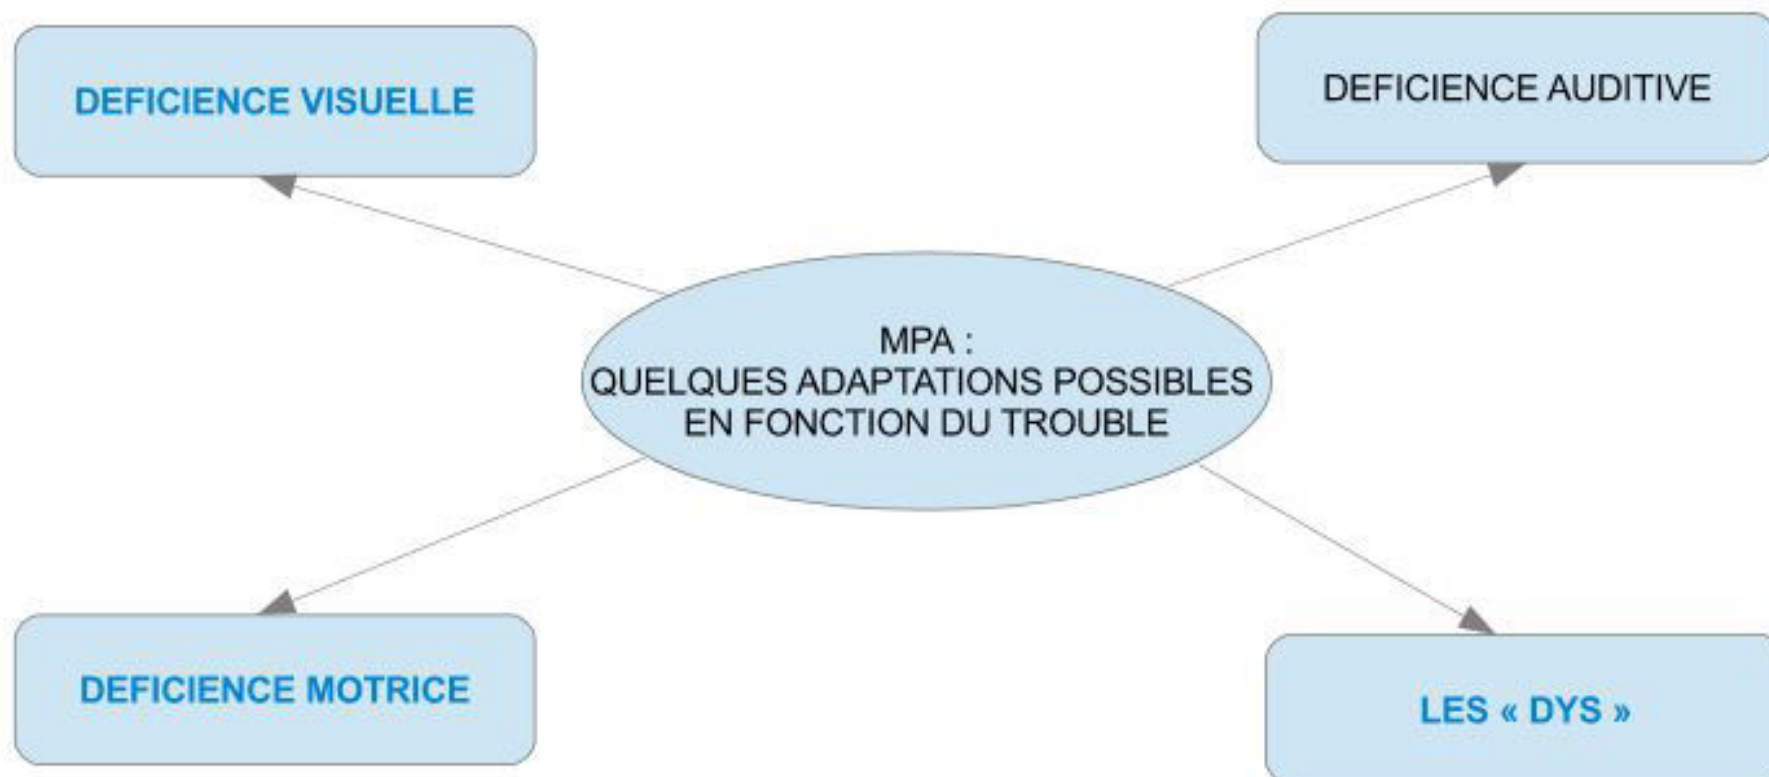 DEFICIENCE VISUELLE
DEFICIENCE AUDITIVE
MPA :
QUELQUES ADAPTATIONS POSSIBLES
EN FONCTION DU TROUBLE
DEFICIENCE MOTRICE
LES « DYS »